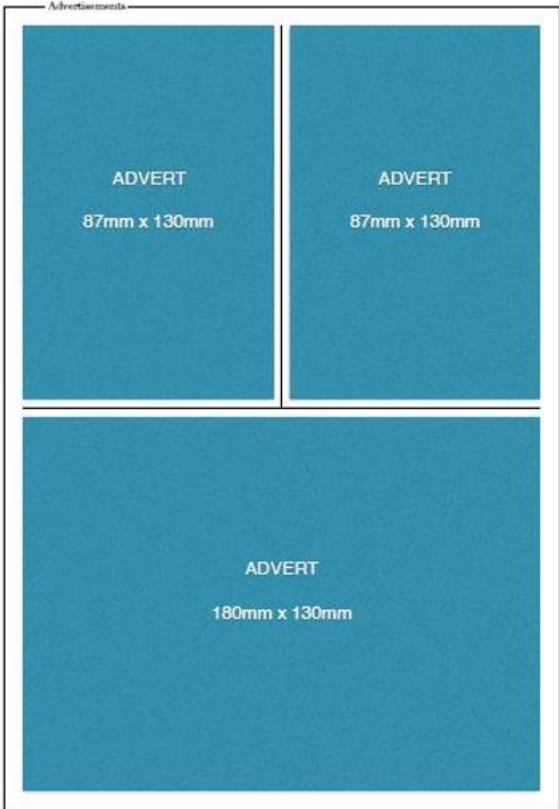 Advertisements
ADVERT
87mm x 130mm
ADVERT
87mm x 130mm
ADVERT
180mm x 130mm